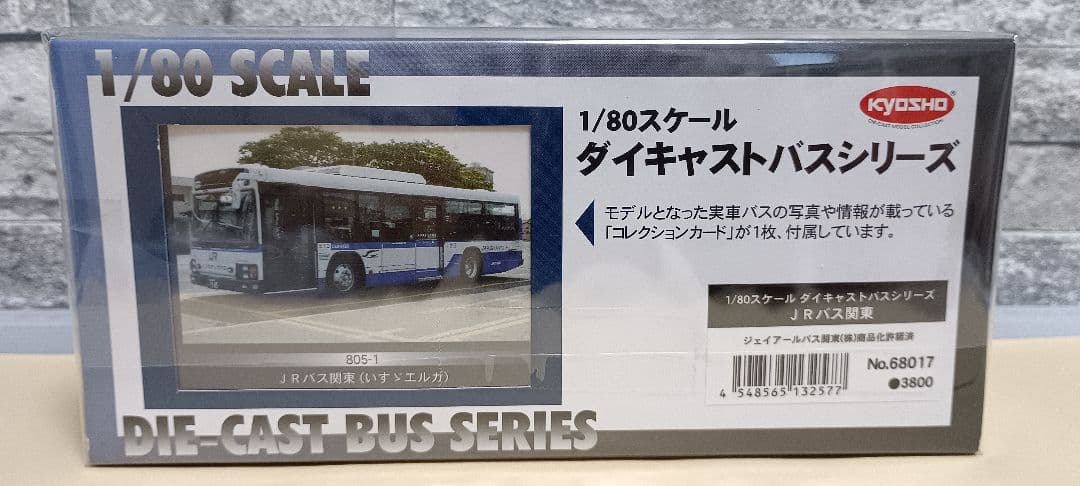 1/80 SCALE
KYOSHO
®
DIE-CAST MODEL COLLECTION
1/80スケール
ダイキャストバスシリーズ
モデルとなった実車バスの写真や情報が載っている
「コレクションカード」が1枚、付属しています。
805-1
JRバス関東(いすゞエルガ)
1/80スケール ダイキャストバスシリーズ
JRバス関東
ジェイアールバス関東(株)商品化許諾済
No.68017
●3800
4 548565 132577
DIE-CAST BUS SERIES